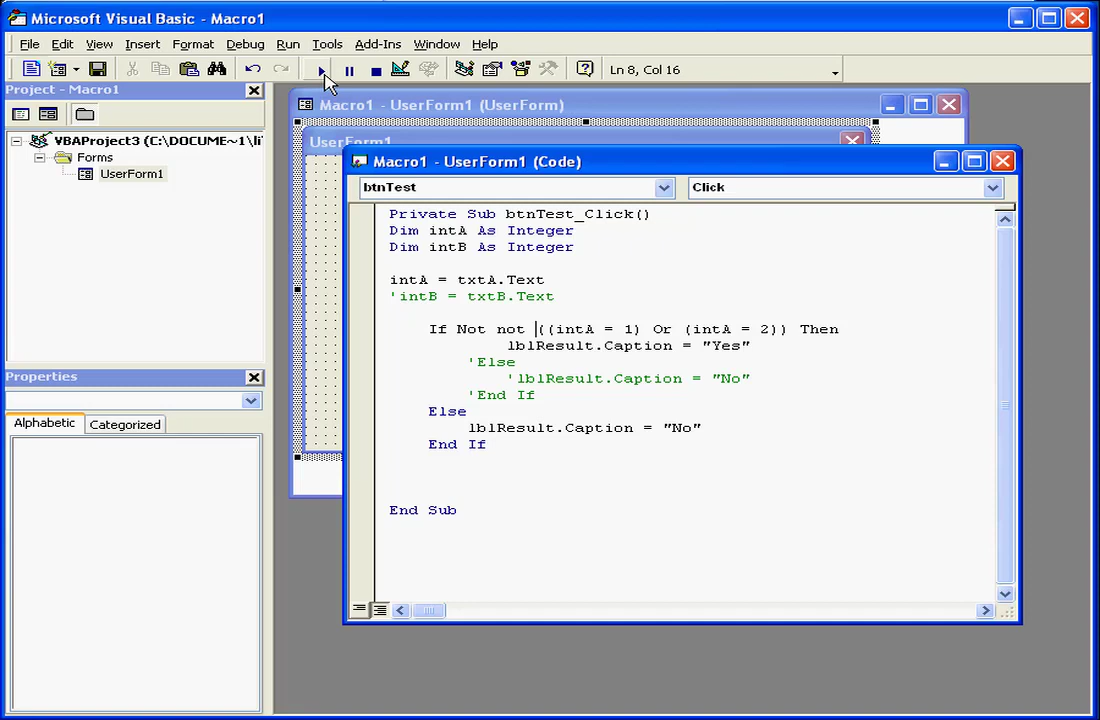 Microsoft Visual Basic - Macro1
File Edit View Insert Format Debug Run Tools Add-Ins Window Help
Ln 8, Col 16
Project - Macro1
VBAProject3 (C:\DOCUME~1\li
Forms
UserForm1
Properties
Alphabetic Categorized
Macro1 - UserForm1 (UserForm)
UserForm1
Macro1 - UserForm1 (Code)
btnTest Click
Private Sub btnTest_Click()
Dim intA As Integer
Dim intB As Integer
intA = txtA.Text
'intB = txtB.Text
If Not not ((intA = 1) Or (intA = 2)) Then
lblResult.Caption = "Yes"
'Else
'lblResult.Caption = "No"
'End If
Else
lblResult.Caption = "No"
End If
End Sub